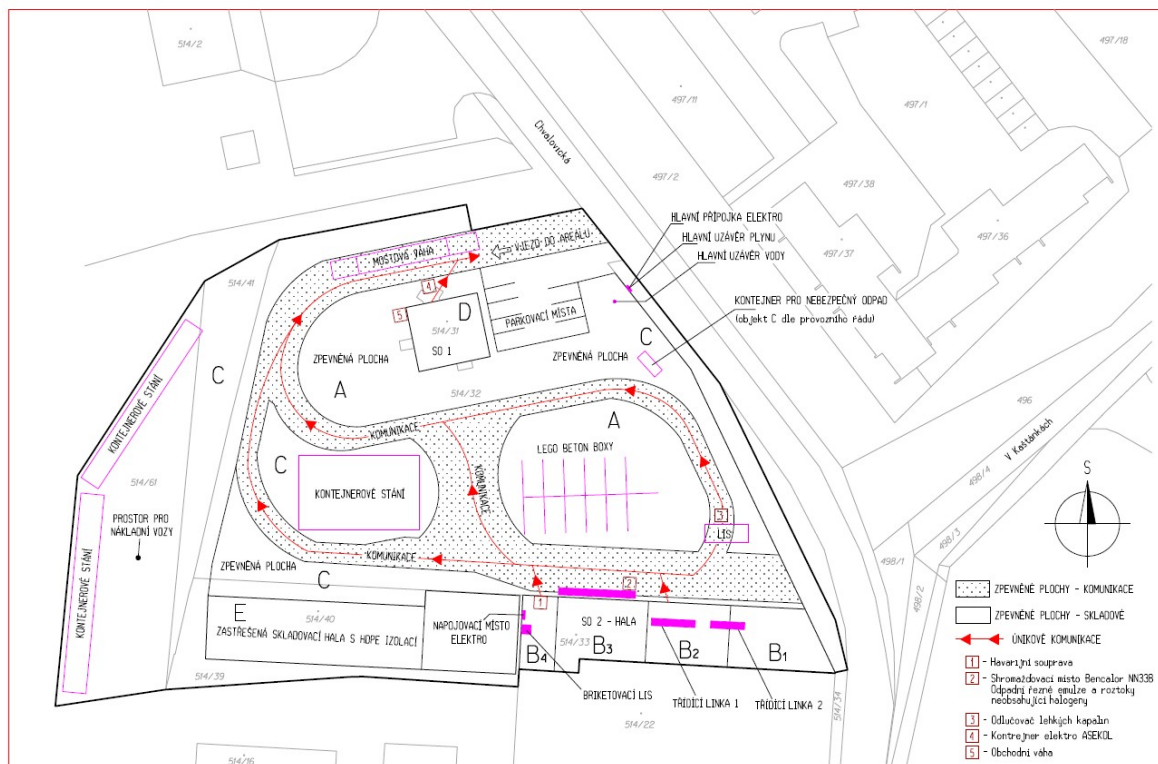 514/2
497/18
497/11
497/1
Chvalovická
497/2
497/38
497/36
497/37
HLAVNÍ PŘÍPOJKA ELEKTRO
HLAVNÍ UZÁVĚR PLYNU
HLAVNÍ UZÁVĚR VODY
VJEZD DO AREÁLU
MOSTOVÁ VÁHA
514/41
4
5
D
514/31
SO 1
PARKOVACÍ MÍSTA
C
KONTEJNER PRO NEBEZPEČNÝ ODPAD
(objekt C dle provozního řádu)
ZPEVNĚNÁ PLOCHA
ZPEVNĚNÁ PLOCHA
C
A
514/32
496
KONTEJNEROVÉ STÁNÍ
KOMUNIKACE
A
V Kaštánkách
LEGO BETON BOXY
C
KOMUNIKACE
S
498/4
514/61
KONTEJNEROVÉ STÁNÍ
3
PROSTOR PRO
NÁKLADNÍ VOZY
LIS
498/3
KONTEJNEROVÉ STÁNÍ
KOMUNIKACE
498/1
ZPEVNĚNÁ PLOCHA
C
2
498/2
ZPEVNĚNÉ PLOCHY - KOMUNIKACE
ZPEVNĚNÉ PLOCHY - SKLADOVÉ
ÚNIKOVÉ KOMUNIKACE
E
514/40
1
NAPOJOVACÍ MÍSTO
ELEKTRO
ZASTŘEŠENÁ SKLADOVACÍ HALA S HDPE IZOLACÍ
SO 2 - HALA
514/33
B4
B3
B2
B1
514/39
BRIKETOVACÍ LIS
TŘÍDÍCÍ LINKA 1
TŘÍDÍCÍ LINKA 2
514/34
514/22
514/16
1 - Havarijní souprava
2 - Shromažďovací místo Bencalor NN33B
Odpadní řezné emulze a roztoky
neobsahující halogeny
3 - Odlučovač lehkých kapalin
4 - Kontrejner elektro ASEKOL
5 - Obchodní váha